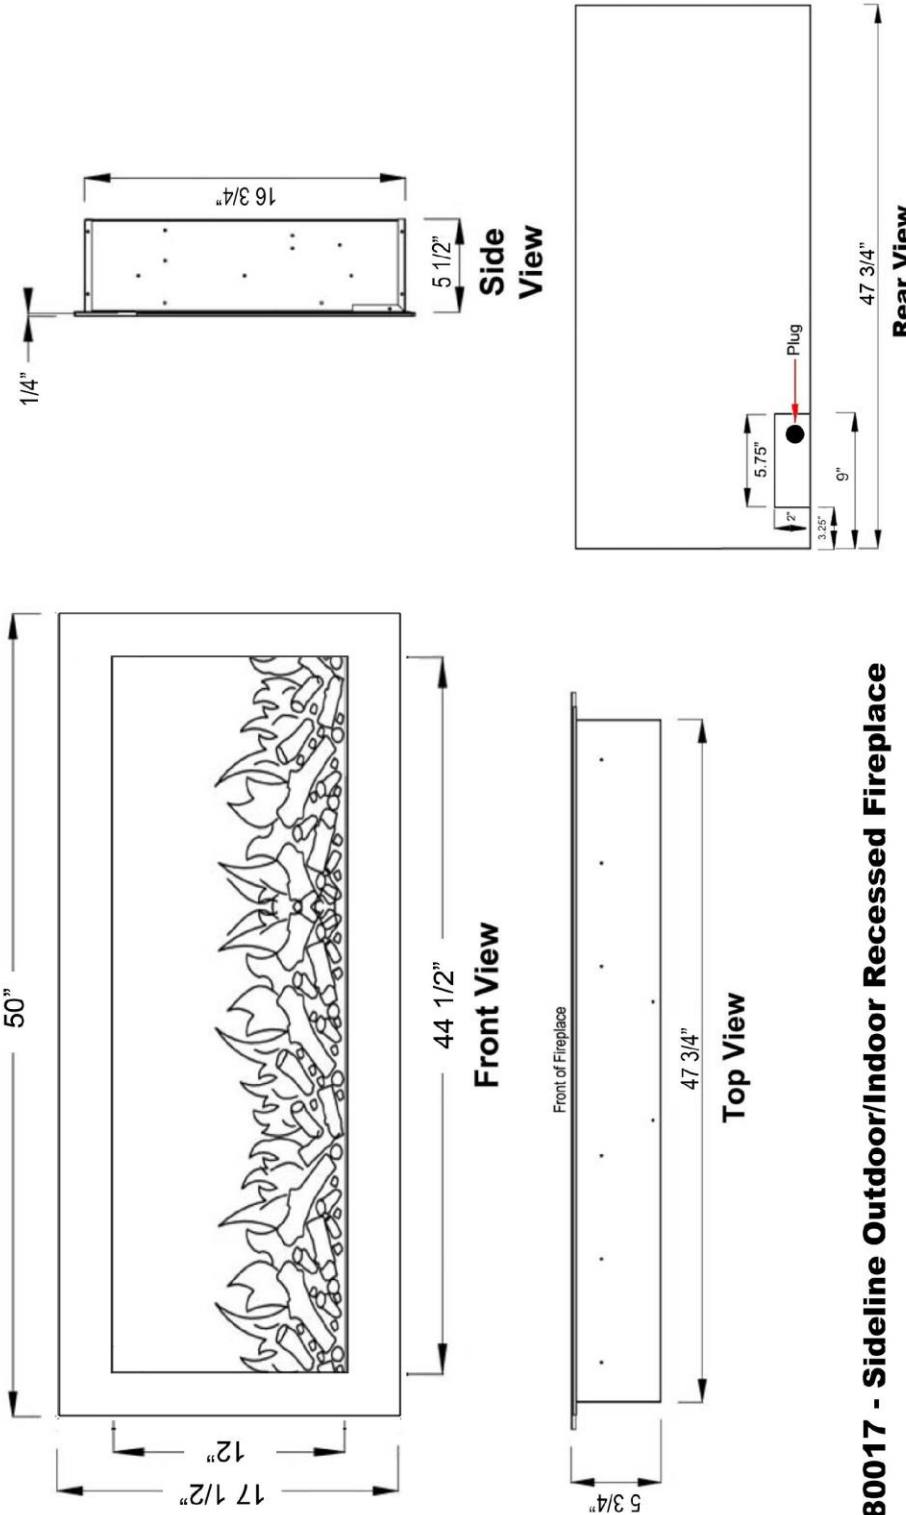 50”
17 1/2”
12”
44 1/2”
Front View
1/4”
16 3/4”
5 1/2”
Side
View
Front of Fireplace
5 3/4”
47 3/4”
Top View
Plug
5.75"
2"
3.25"
9"
47 3/4”
Rear View
80017 - Sideline Outdoor/Indoor Recessed Fireplace